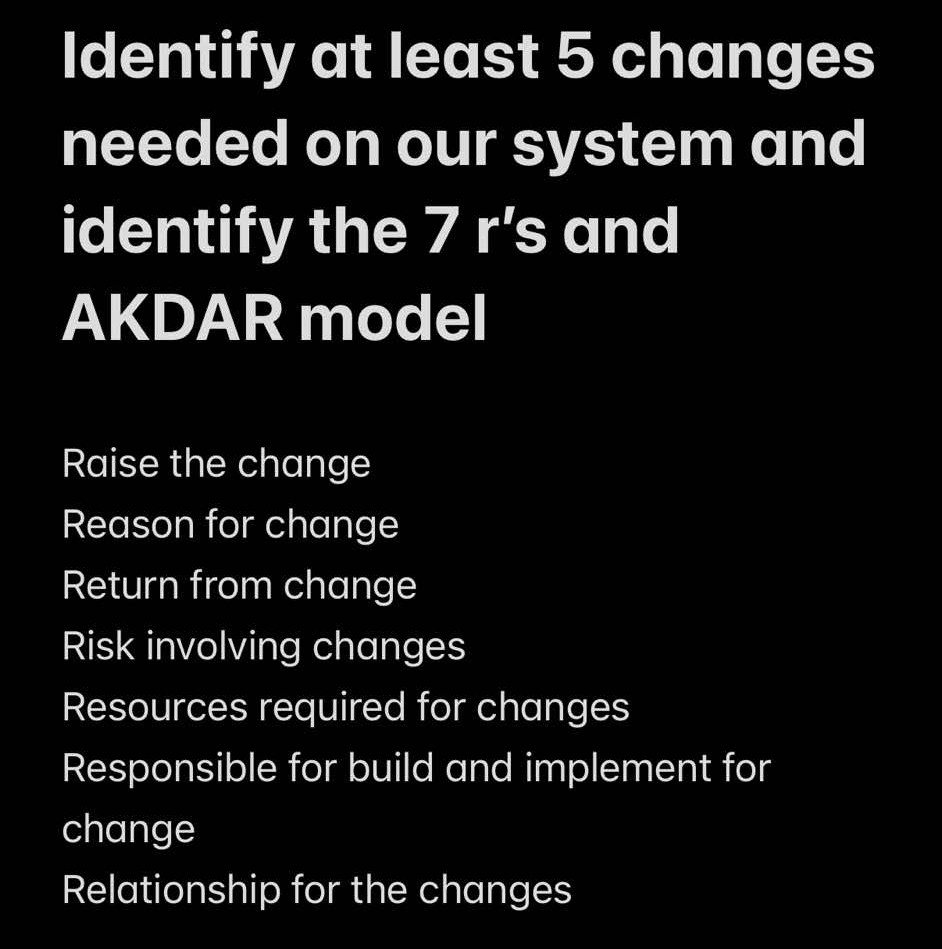 Identify at least 5 changes
needed on our system and
identify the 7 r’s and
AKDAR model
Raise the change
Reason for change
Return from change
Risk involving changes
Resources required for changes
Responsible for build and implement for
change
Relationship for the changes